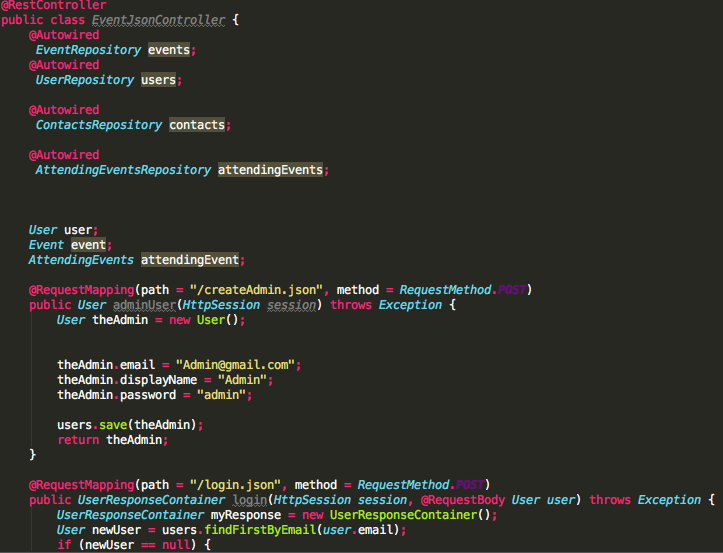 @RestController
public class EventJsonController {
@Autowired
EventRepository events;
@Autowired
UserRepository users;
@Autowired
ContactsRepository contacts;
@Autowired
AttendingEventsRepository attendingEvents;
User user;
Event event;
AttendingEvents attendingEvent;
@RequestMapping(path = "/createAdmin.json", method = RequestMethod.POST)
public User adminUser(HttpSession session) throws Exception {
User theAdmin = new User();
theAdmin.email = "Admin@gmail.com";
theAdmin.displayName = "Admin";
theAdmin.password = "admin";
users.save(theAdmin);
return theAdmin;
}
@RequestMapping(path = "/login.json", method = RequestMethod.POST)
public UserResponseContainer login(HttpSession session, @RequestBody User user) throws Exception {
UserResponseContainer myResponse = new UserResponseContainer();
User newUser = users.findFirstByEmail(user.email);
if (newUser == null) {